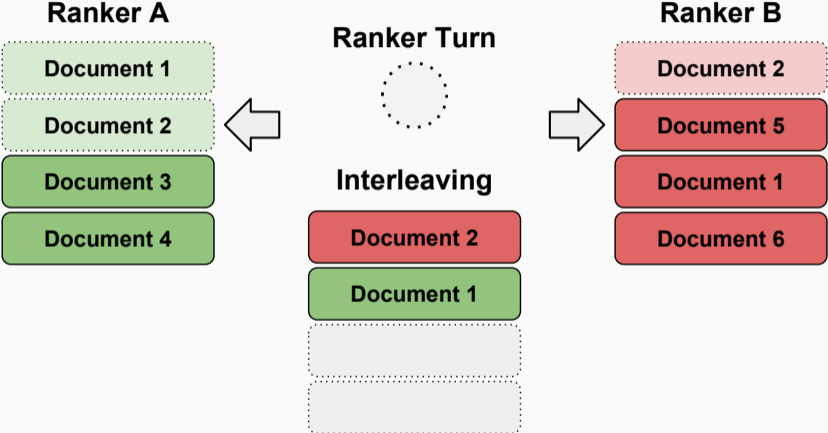 Ranker A
Document 1
Document 2
Document 3
Document 4
Ranker Turn
Interleaving
Document 2
Document 1
Ranker B
Document 2
Document 5
Document 1
Document 6